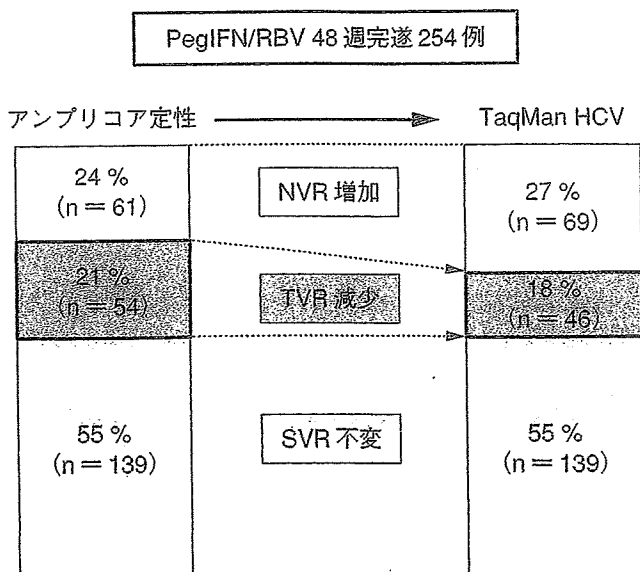 PegIFN/RBV 48 週完遂 254 例
アンプリコア定性
TaqMan HCV
24 %
(n = 61)
NVR 増加
27 %
(n = 69)
21 %
(n = 54)
TVR 減少
18 %
(n = 46)
55 %
(n = 139)
SVR 不変
55 %
(n = 139)